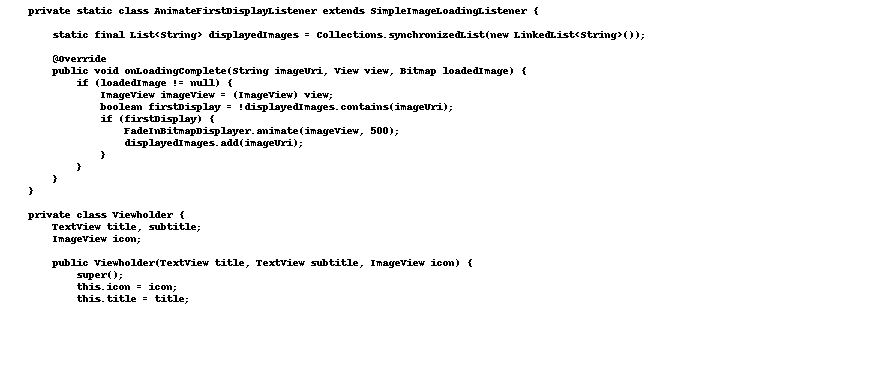 private static class AnimateFirstDisplayListener extends SimpleImageLoadingListener {
static final List<String> displayedImages = Collections.synchronizedList(new LinkedList<String>());
@Override
public void onLoadingComplete(String imageUri, View view, Bitmap loadedImage) {
if (loadedImage != null) {
ImageView imageView = (ImageView) view;
boolean firstDisplay = !displayedImages.contains(imageUri);
if (firstDisplay) {
FadeInBitmapDisplayer.animate(imageView, 500);
displayedImages.add(imageUri);
}
}
}
}
private class Viewholder {
TextView title, subtitle;
ImageView icon;
public Viewholder(TextView title, TextView subtitle, ImageView icon) {
super();
this.icon = icon;
this.title = title;